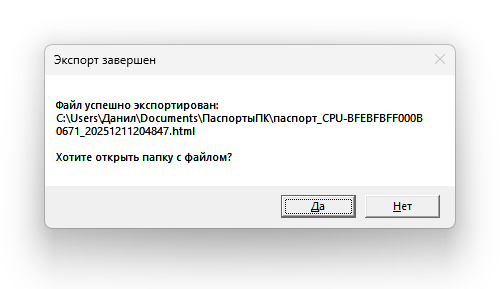 Экспорт завершен
Файл успешно экспортирован:
C:\Users\Данил\Documents\ПаспортыПК\паспорт_CPU-BFEBFBFF000B
0671_20251211204847.html
Хотите открыть папку с файлом?
Да
Нет